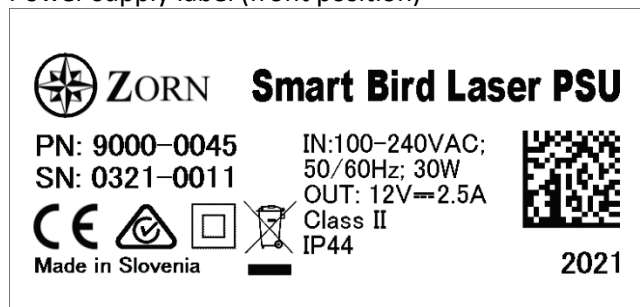 Power supply label (front position)
ZORN Smart Bird Laser PSU
PN: 9000-0045
SN: 0321-0011
IN:100-240VAC;
50/60Hz; 30W
OUT: 12V⎓2.5A
Class II
IP44
CE
Made in Slovenia
2021